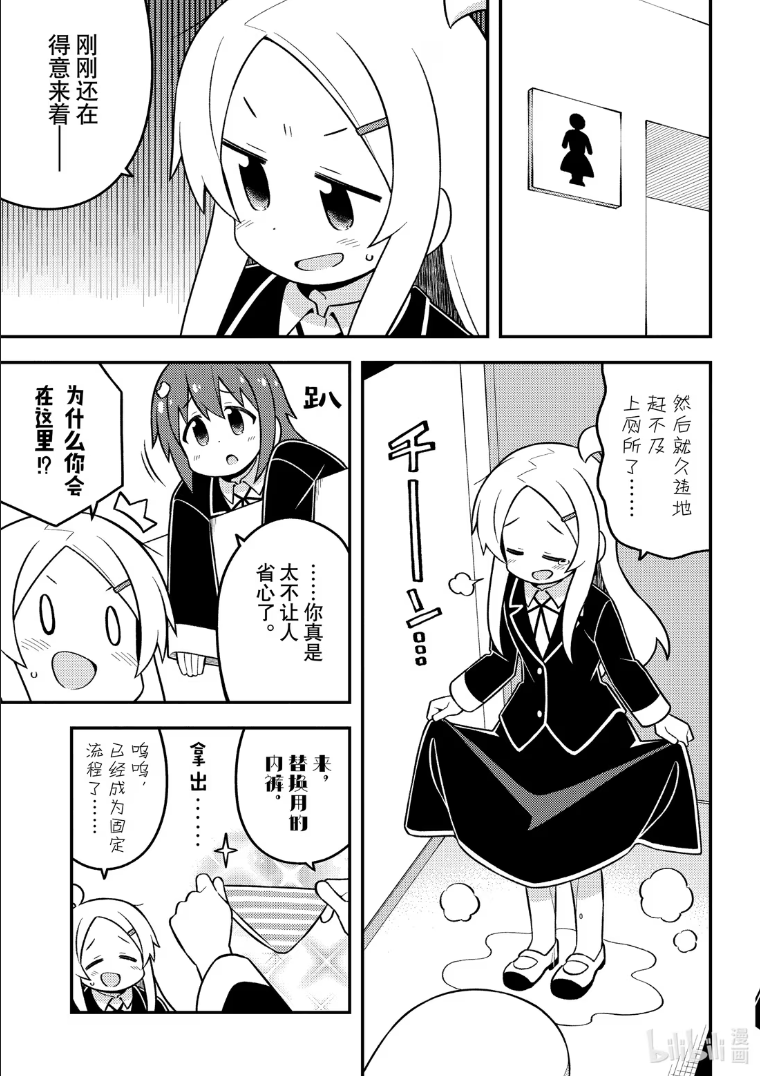 刚刚还在
得意来着——
然后就久违地
赶不及
上厕所了……
千——…
趴
为什么你会
在这里!?
……你真是
太不让人
省心了。
来,
替换用的
内裤。
拿出……
呜呜,
已经成为固定
流程了……
bilibili
漫画